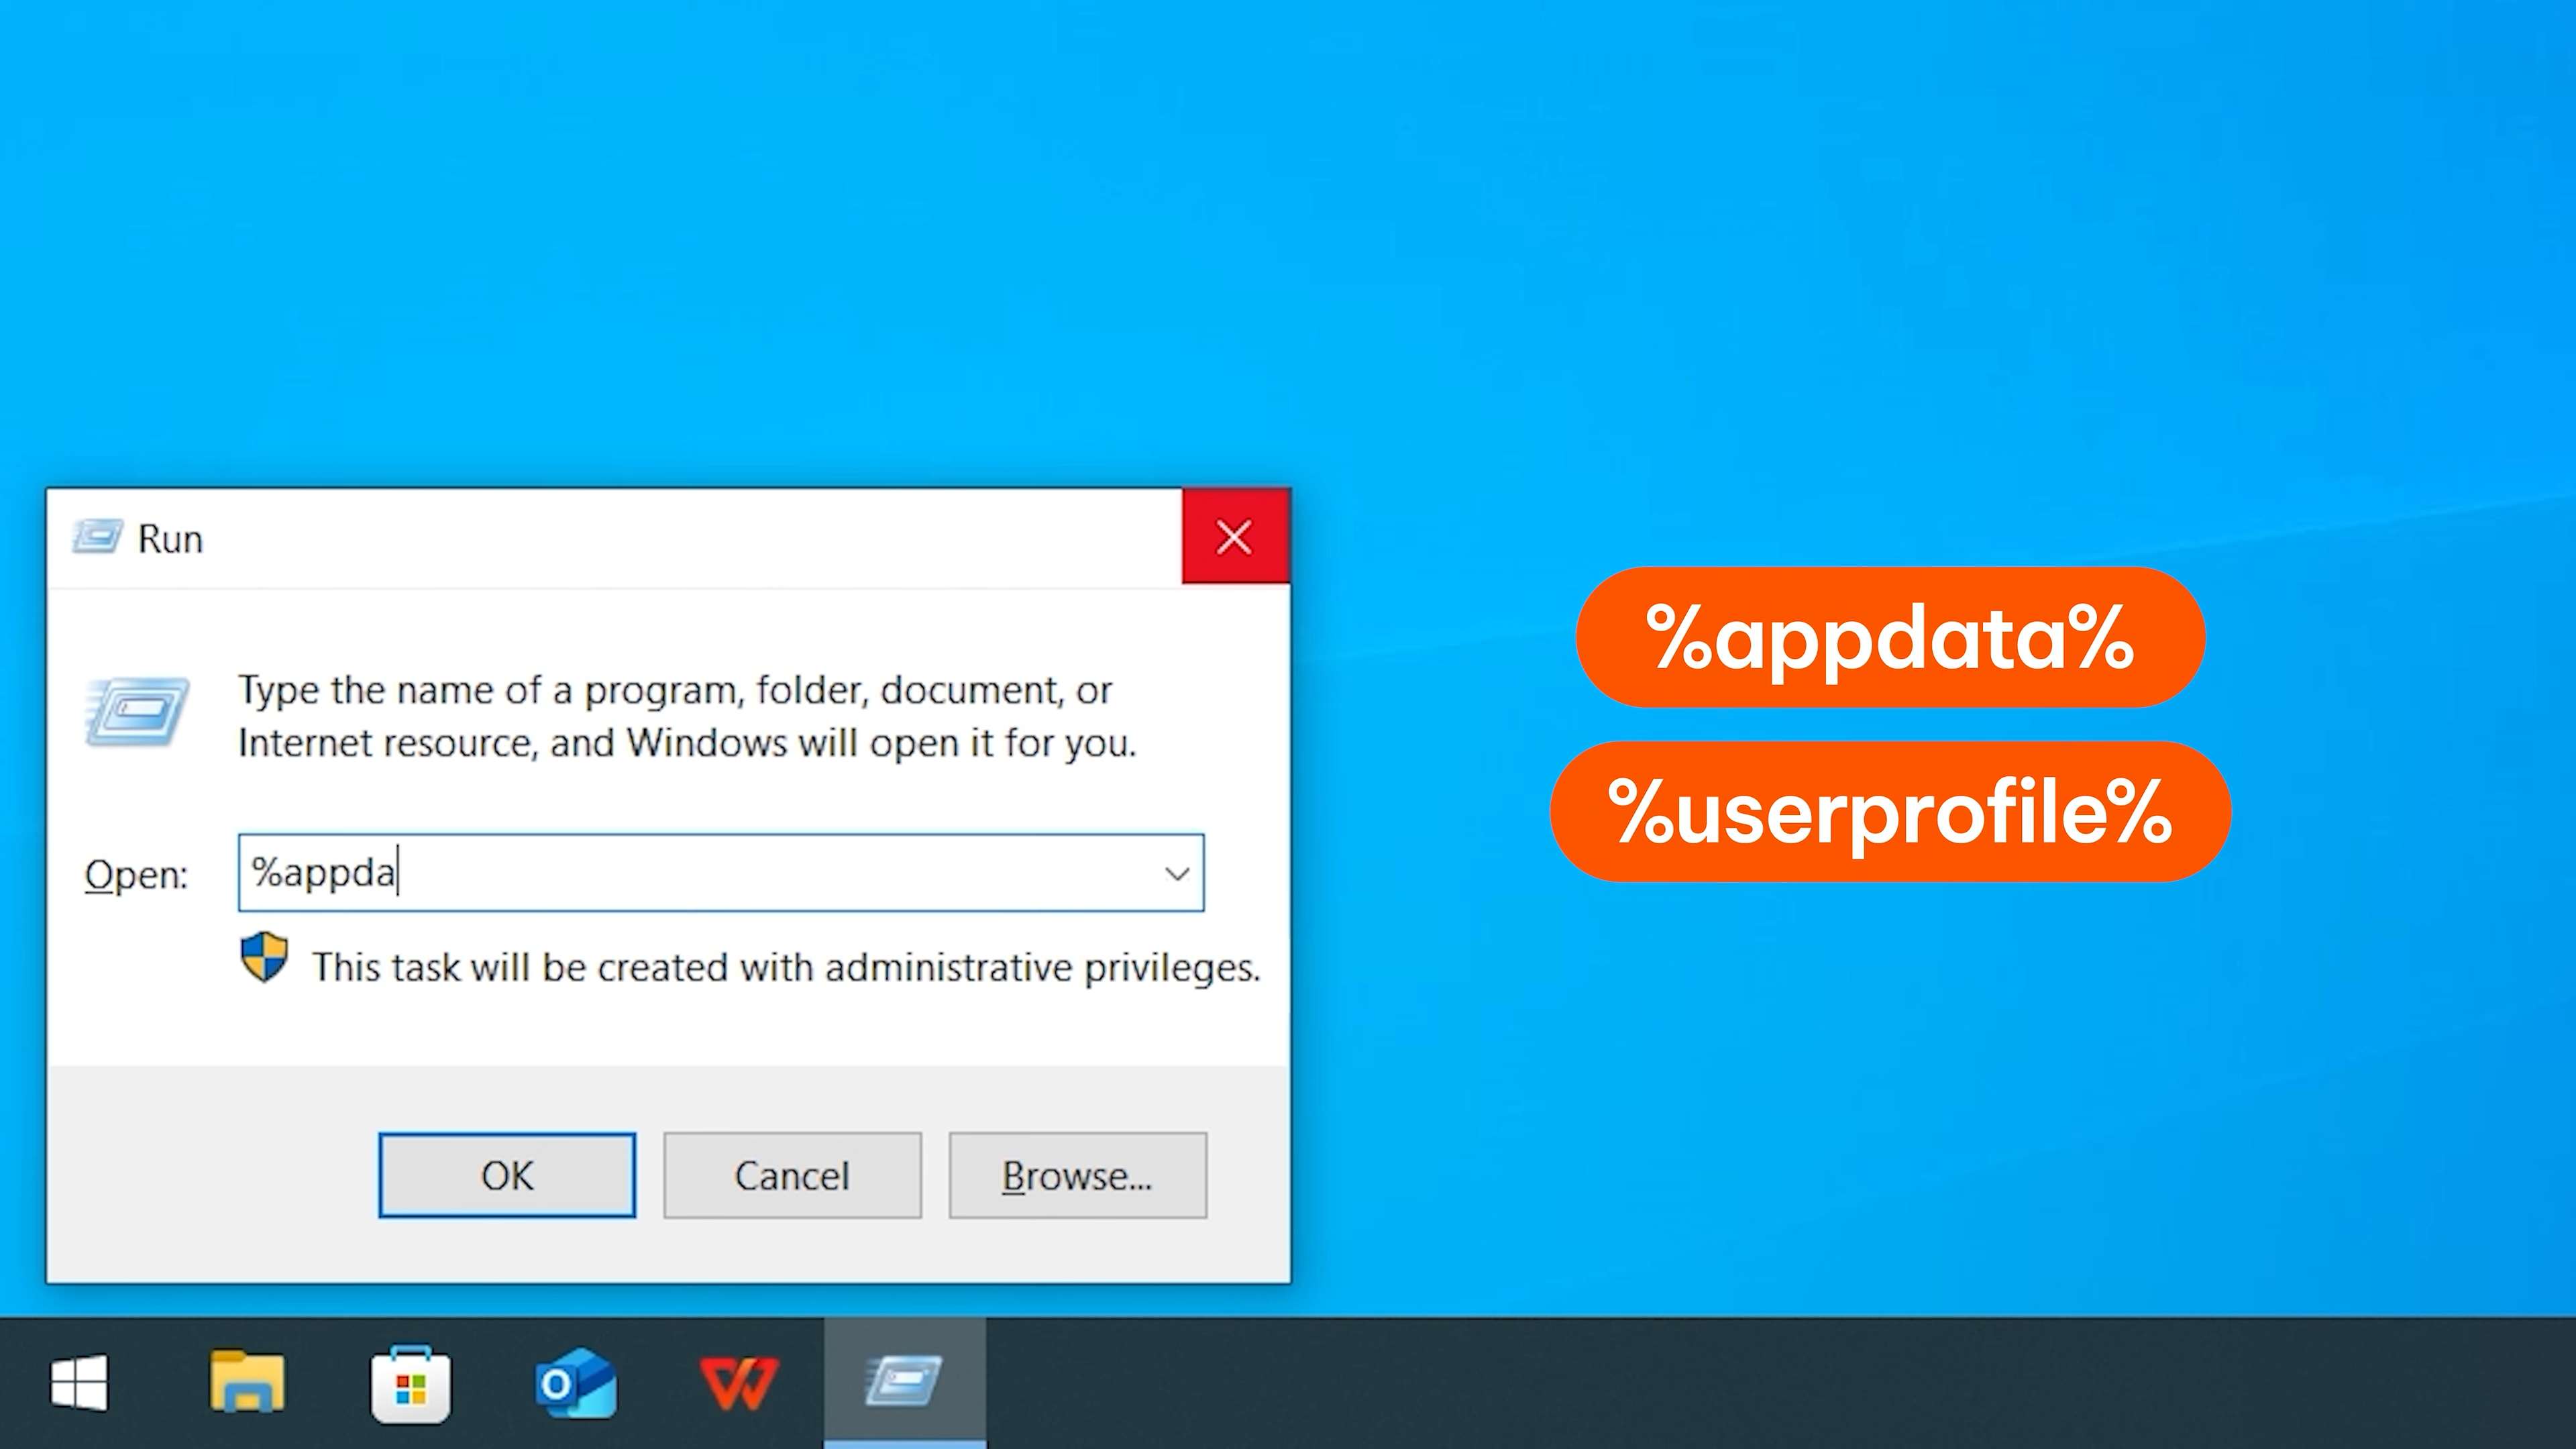 Run
Type the name of a program, folder, document, or
Internet resource, and Windows will open it for you.
Open:
%appda
This task will be created with administrative privileges.
OK
Cancel
Browse...
%appdata%
%userprofile%